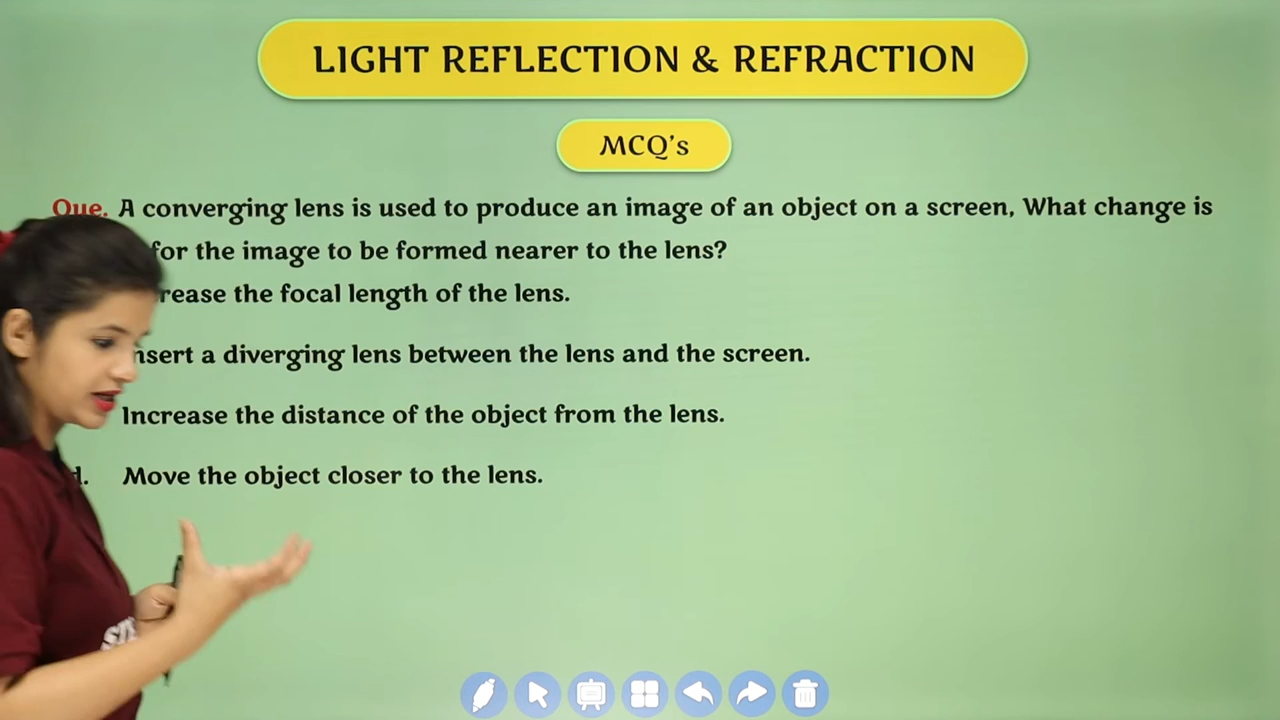 LIGHT REFLECTION & REFRACTION
MCQ's
Que. A converging lens is used to produce an image of an object on a screen, What change is
for the image to be formed nearer to the lens?
the focal length of the lens.
a diverging lens between the lens and the screen.
Increase the distance of the object from the lens.
d. Move the object closer to the lens.